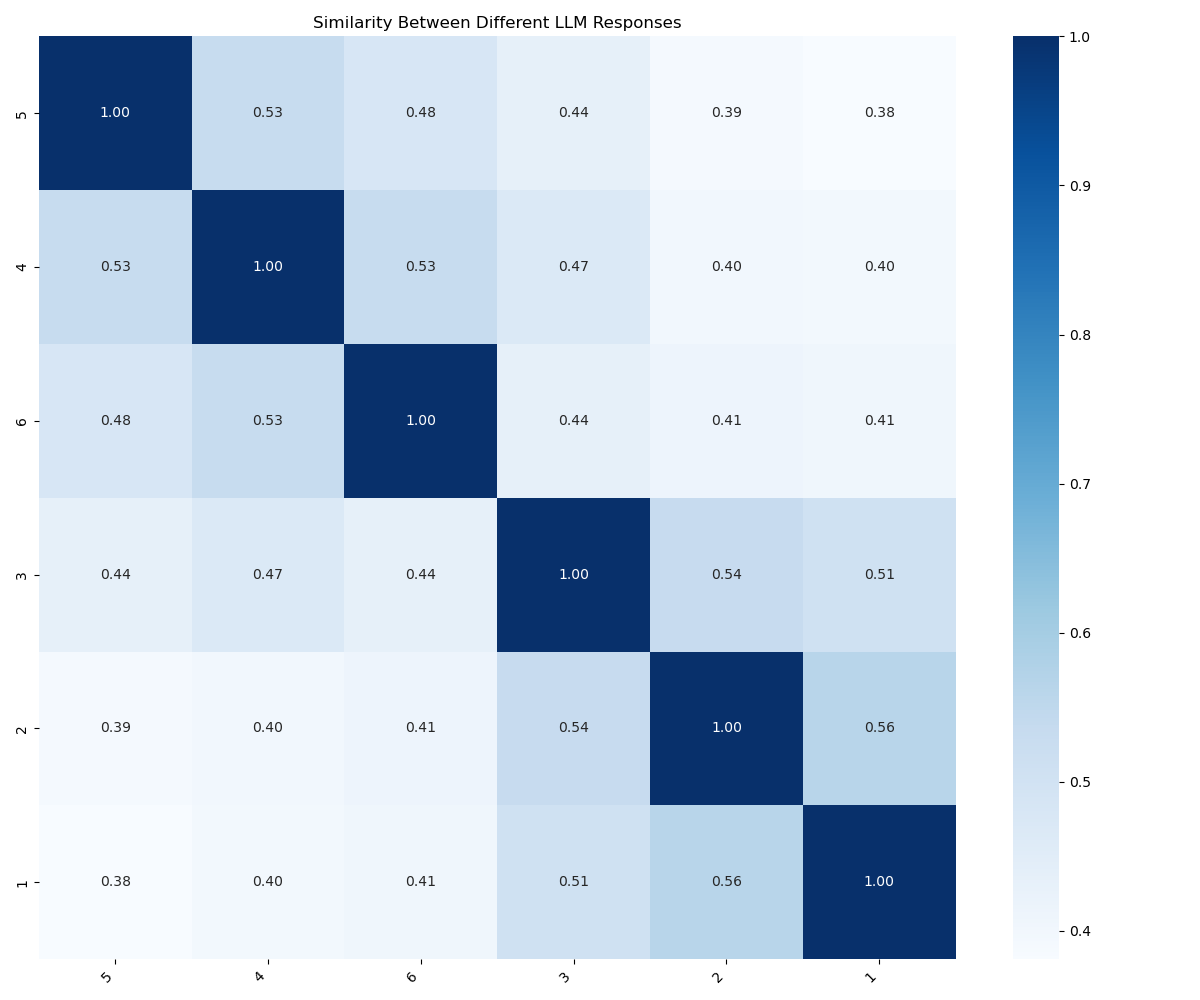 Similarity Between Different LLM Responses
5 1.00 0.53 0.48 0.44 0.39 0.38
4 0.53 1.00 0.53 0.47 0.40 0.40
6 0.48 0.53 1.00 0.44 0.41 0.41
3 0.44 0.47 0.44 1.00 0.54 0.51
2 0.39 0.40 0.41 0.54 1.00 0.56
1 0.38 0.40 0.41 0.51 0.56 1.00
5 4 6 3 2 1
1.0
0.9
0.8
0.7
0.6
0.5
0.4